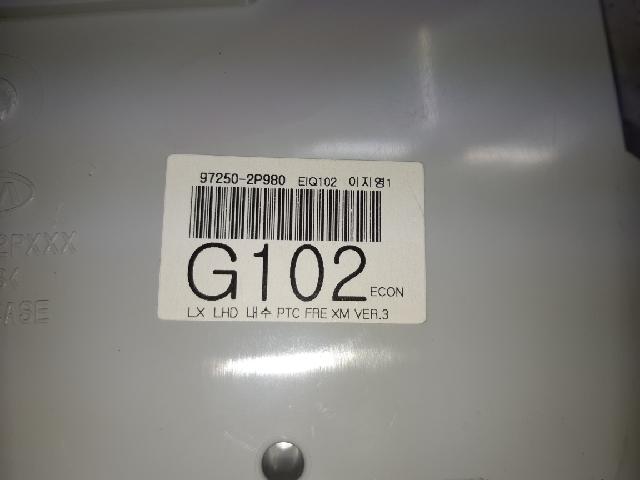 97250-2P980 EIQ102 이지영1
G102 ECON
LX LHD 내수 PTC FRE XM VER.3
2PXXX